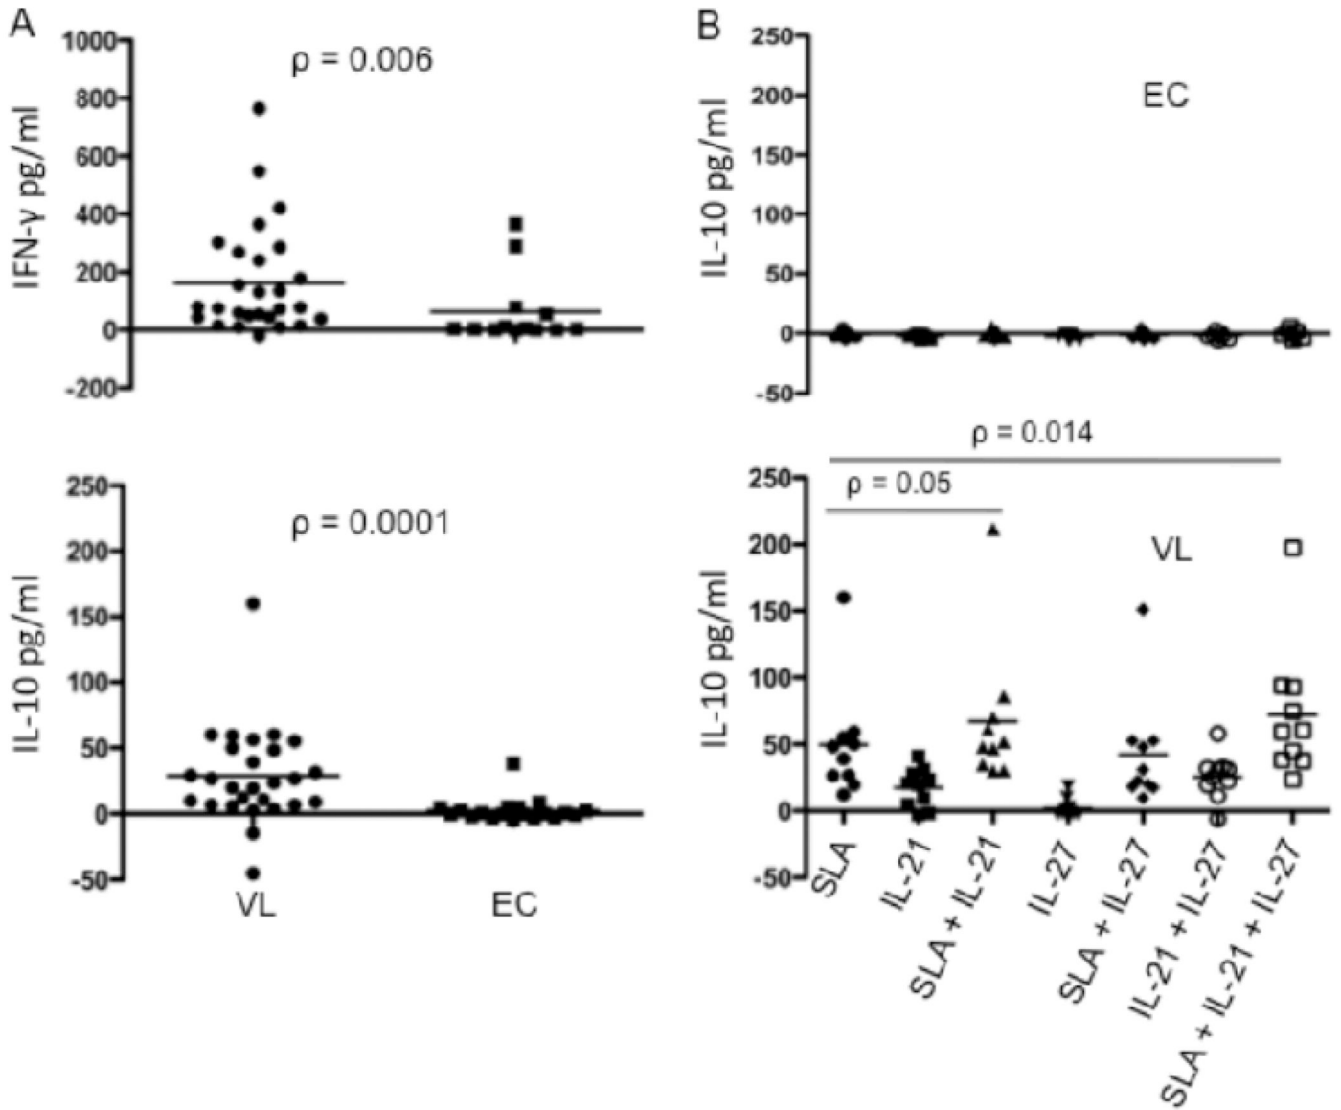 A
ρ = 0.006
IFN-γ pg/ml
1000
800
600
400
200
0
-200
ρ = 0.0001
IL-10 pg/ml
250
200
150
100
50
0
-50
VL EC
B
EC
IL-10 pg/ml
250
200
150
100
50
0
-50
ρ = 0.014
ρ = 0.05
VL
IL-10 pg/ml
250
200
150
100
50
0
-50
SLA
IL-21
SLA + IL-21
IL-27
SLA + IL-27
IL-21 + IL-27
SLA + IL-21 + IL-27